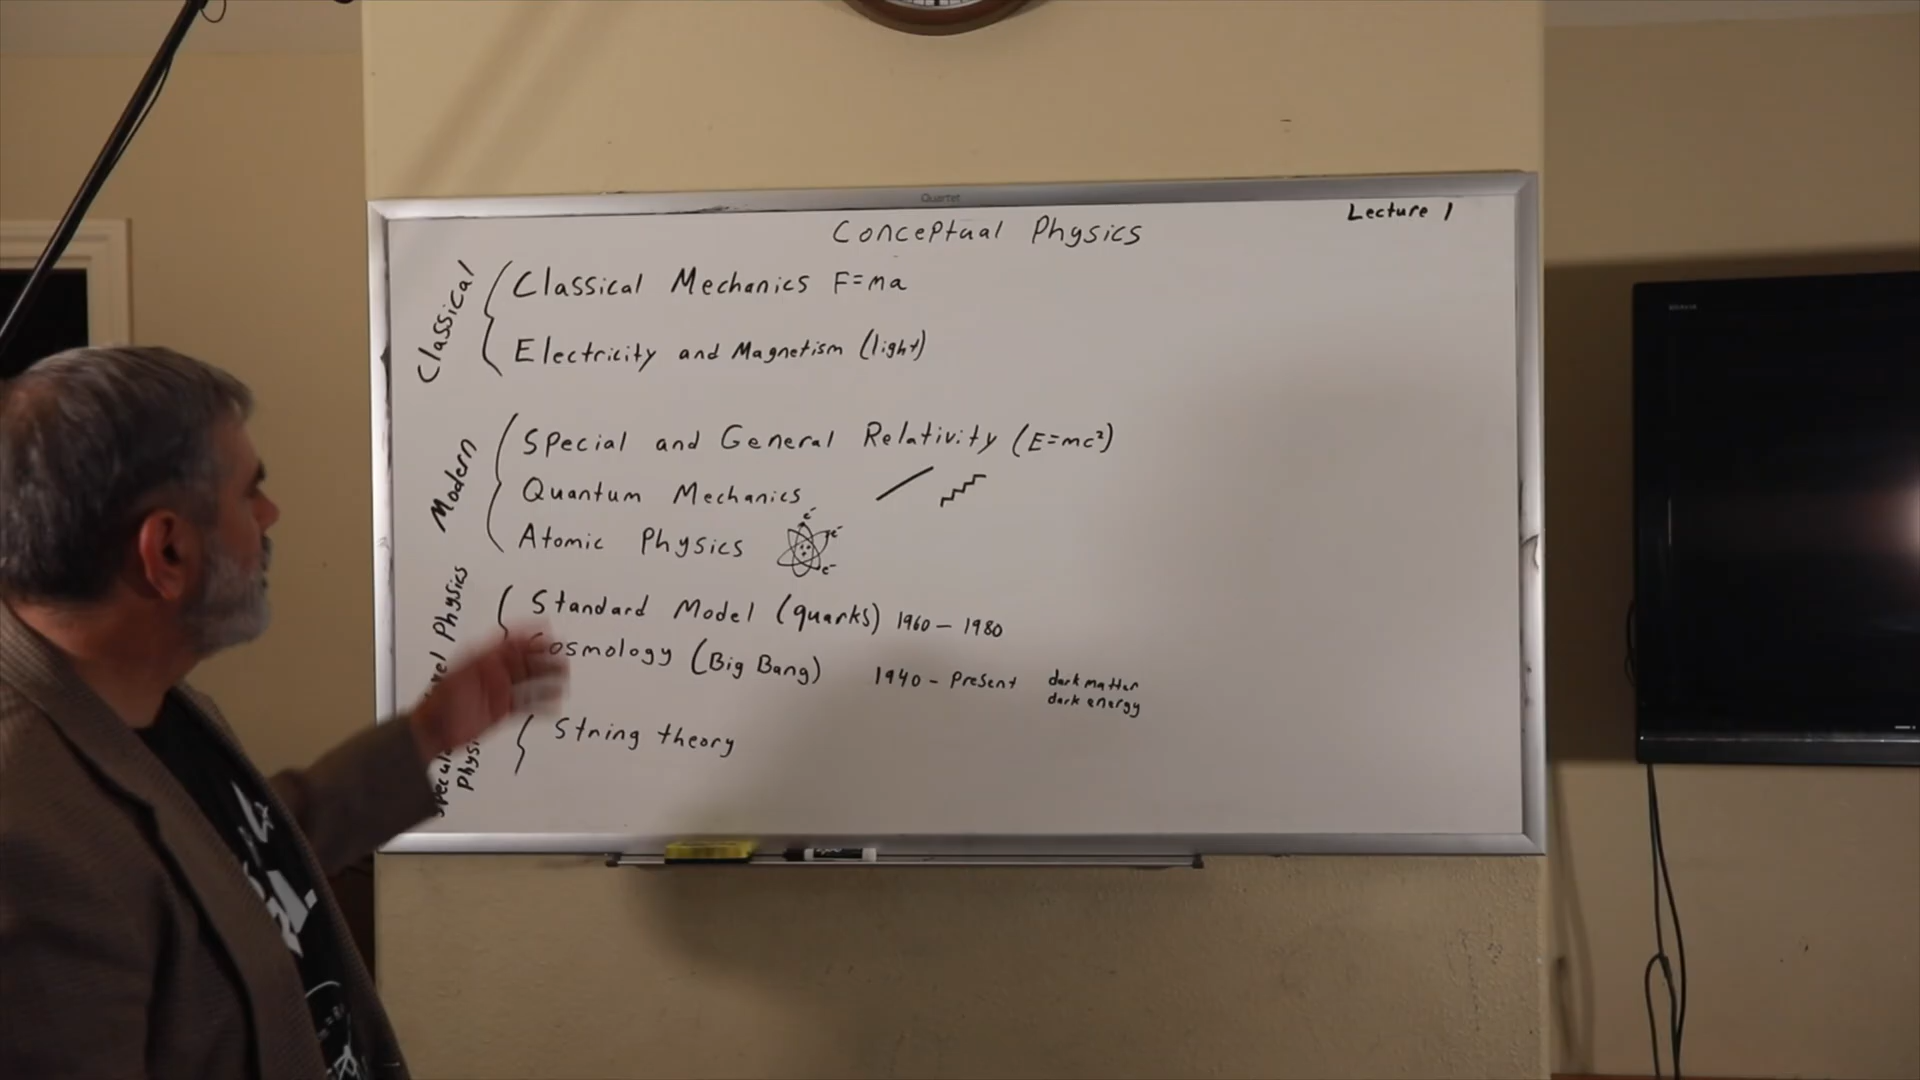 Quartet
Lecture 1
Conceptual Physics
Classical
Classical Mechanics F=ma
Electricity and Magnetism (light)
Modern
Special and General Relativity (E=mc²)
Quantum Mechanics
Atomic Physics
e⁻
e⁻
e⁻
Physics
Standard Model (quarks) 1960 – 1980
Cosmology (Big Bang) 1940 – Present
dark matter
dark energy
String theory